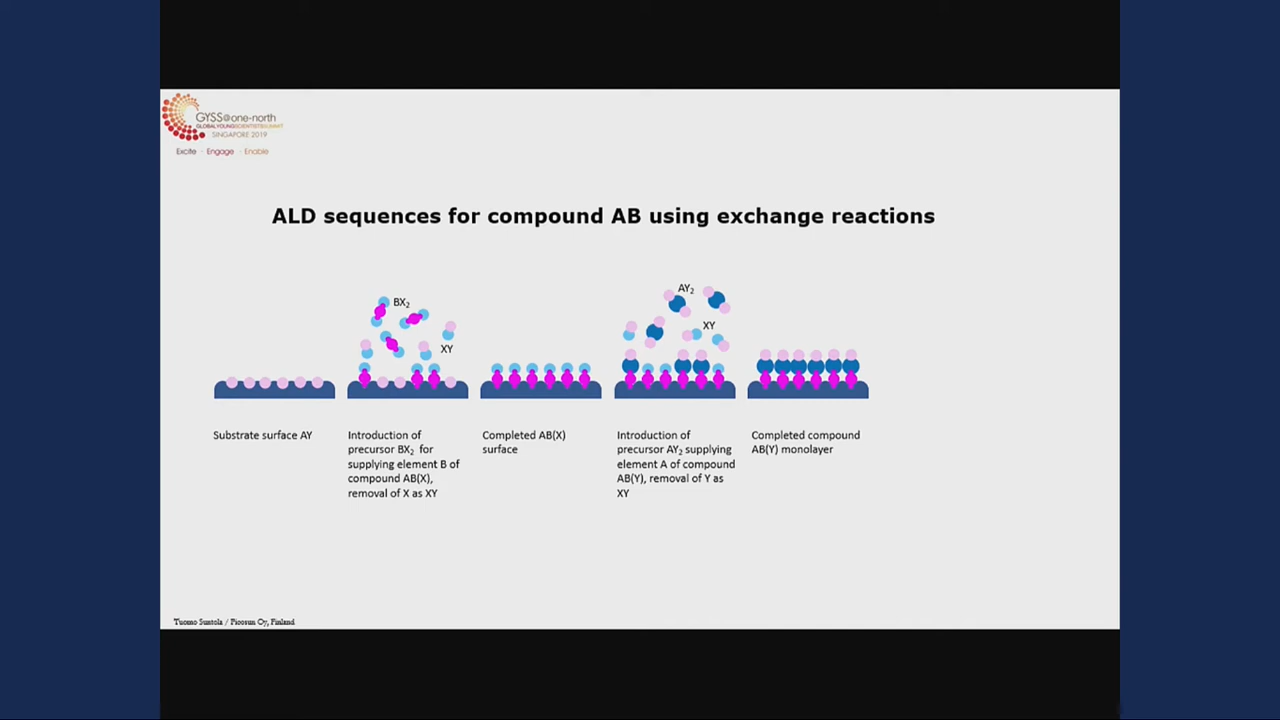 GYSS@one-north
GLOBALYOUNGSCIENTISTSSUMMIT
SINGAPORE 2019
Excite · Engage · Enable
ALD sequences for compound AB using exchange reactions
BX₂
XY
AY₂
XY
Substrate surface AY
Introduction of
precursor BX₂ for
supplying element B of
compound AB(X),
removal of X as XY
Completed AB(X)
surface
Introduction of
precursor AY₂ supplying
element A of compound
AB(Y), removal of Y as
XY
Completed compound
AB(Y) monolayer
Tuomo Suntola / Picosun Oy, Finland